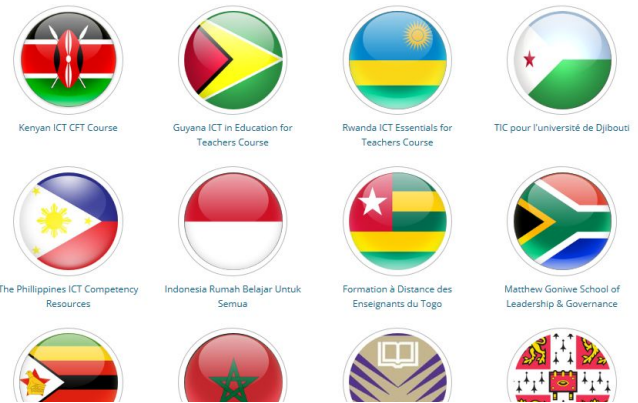 Kenyan ICT CFT Course
Guyana ICT in Education for
Teachers Course
Rwanda ICT Essentials for
Teachers Course
TIC pour l'université de Djibouti
The Phillippines ICT Competency
Resources
Indonesia Rumah Belajar Untuk
Semua
Formation à Distance des
Enseignants du Togo
Matthew Goniwe School of
Leadership & Governance